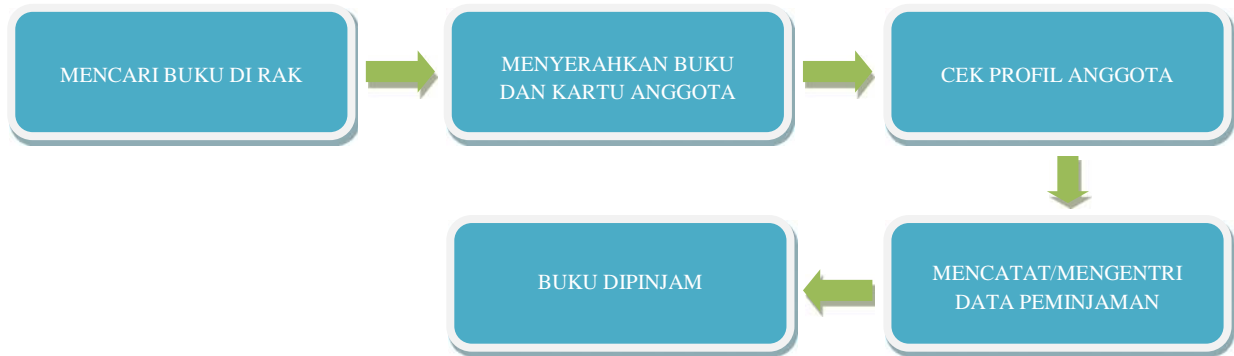 MENCARI BUKU DI RAK
MENYERAHKAN BUKU
DAN KARTU ANGGOTA
CEK PROFIL ANGGOTA
MENCATAT/MENGENTRI
DATA PEMINJAMAN
BUKU DIPINJAM